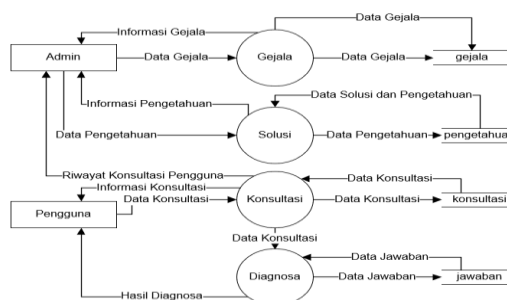 Data Gejala
Informasi Gejala
Admin
Data Gejala
Gejala
Data Gejala
gejala
Informasi Pengetahuan
Data Solusi dan Pengetahuan
Data Pengetahuan
Solusi
Data Pengetahuan
pengetahua
Riwayat Konsultasi Pengguna
Data Konsultasi
Informasi Konsultasi
Pengguna
Data Konsultasi
Konsultasi
Data Konsultasi
konsultasi
Data Konsultasi
Data Jawaban
Diagnosa
Data Jawaban
jawaban
Hasil Diagnosa